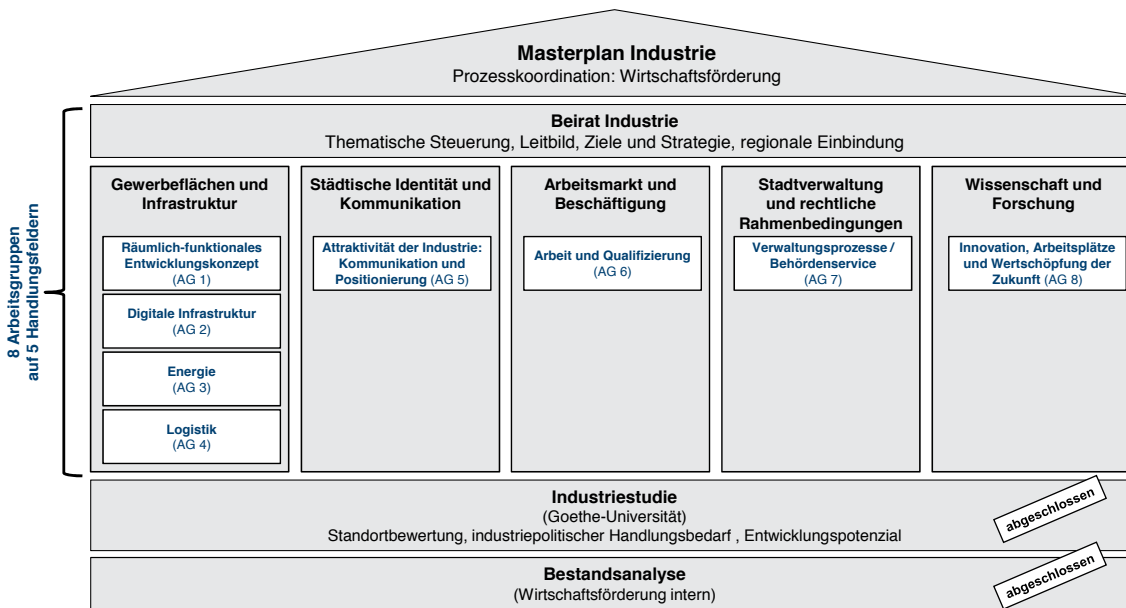 Masterplan Industrie
Prozesskoordination: Wirtschaftsförderung
Beirat Industrie
Thematische Steuerung, Leitbild, Ziele und Strategie, regionale Einbindung
8 Arbeitsgruppen
auf 5 Handlungsfeldern
Gewerbeflächen und
Infrastruktur
Räumlich-funktionales
Entwicklungskonzept
(AG 1)
Digitale Infrastruktur
(AG 2)
Energie
(AG 3)
Logistik
(AG 4)
Städtische Identität und
Kommunikation
Attraktivität der Industrie:
Kommunikation und
Positionierung (AG 5)
Arbeitsmarkt und
Beschäftigung
Arbeit und Qualifizierung
(AG 6)
Stadtverwaltung
und rechtliche
Rahmenbedingungen
Verwaltungsprozesse /
Behördenservice
(AG 7)
Wissenschaft und
Forschung
Innovation, Arbeitsplätze
und Wertschöpfung der
Zukunft (AG 8)
Industriestudie
(Goethe-Universität)
Standortbewertung, industriepolitischer Handlungsbedarf , Entwicklungspotenzial
abgeschlossen
Bestandsanalyse
(Wirtschaftsförderung intern)
abgeschlossen